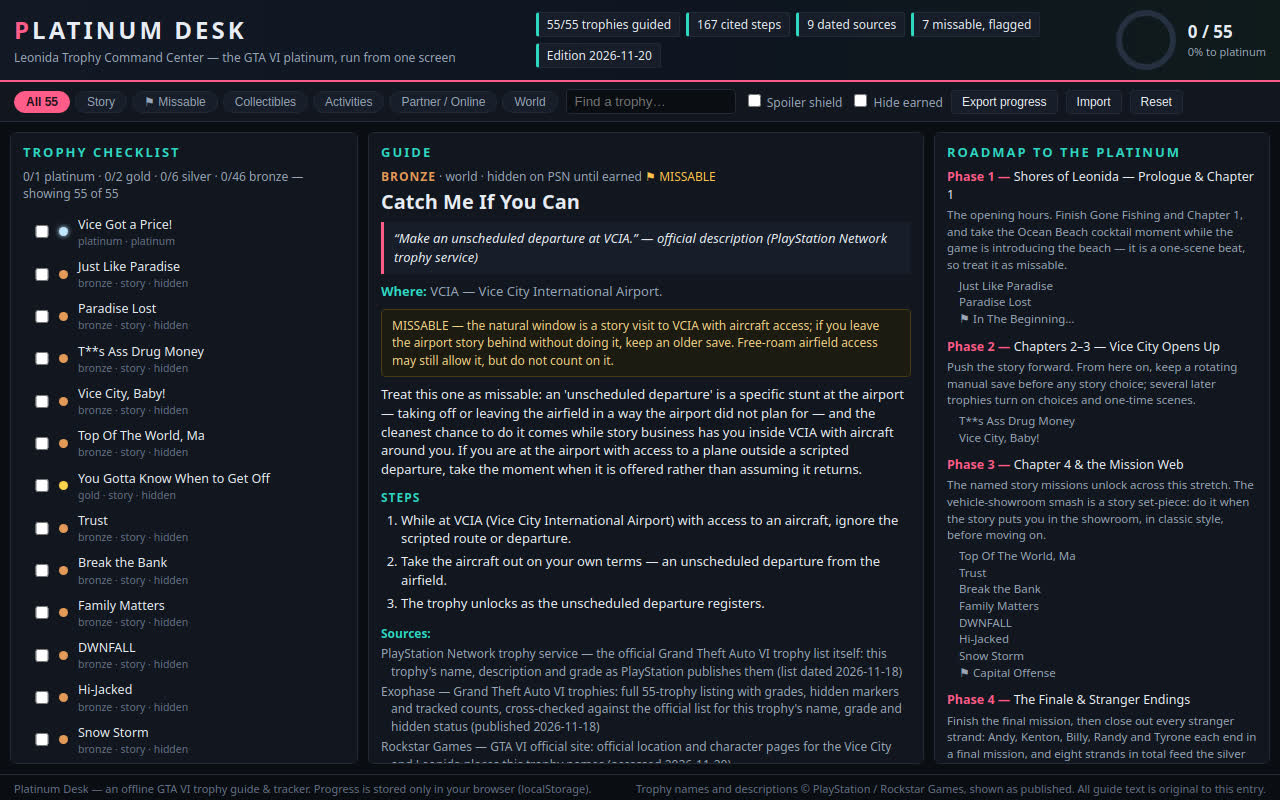 PLATINUM DESK
Leonida Trophy Command Center — the GTA VI platinum, run from one screen
55/55 trophies guided
167 cited steps
9 dated sources
7 missable, flagged
Edition 2026-11-20
0 / 55
0% to platinum
All 55
Story
⚑ Missable
Collectibles
Activities
Partner / Online
World
Find a trophy…
Spoiler shield
Hide earned
Export progress
Import
Reset
TROPHY CHECKLIST
0/1 platinum · 0/2 gold · 0/6 silver · 0/46 bronze —
showing 55 of 55
Vice Got a Price!
platinum · platinum
Just Like Paradise
bronze · story · hidden
Paradise Lost
bronze · story · hidden
T**s Ass Drug Money
bronze · story · hidden
Vice City, Baby!
bronze · story · hidden
Top Of The World, Ma
bronze · story · hidden
You Gotta Know When to Get Off
gold · story · hidden
Trust
bronze · story · hidden
Break the Bank
bronze · story · hidden
Family Matters
bronze · story · hidden
DWNFALL
bronze · story · hidden
Hi-Jacked
bronze · story · hidden
Snow Storm
bronze · story · hidden
GUIDE
BRONZE · world · hidden on PSN until earned ⚑ MISSABLE
Catch Me If You Can
“Make an unscheduled departure at VCIA.” — official description (PlayStation Network
trophy service)
Where: VCIA — Vice City International Airport.
MISSABLE — the natural window is a story visit to VCIA with aircraft access; if you leave
the airport story behind without doing it, keep an older save. Free-roam airfield access
may still allow it, but do not count on it.
Treat this one as missable: an 'unscheduled departure' is a specific stunt at the airport
— taking off or leaving the airfield in a way the airport did not plan for — and the
cleanest chance to do it comes while story business has you inside VCIA with aircraft
around you. If you are at the airport with access to a plane outside a scripted
departure, take the moment when it is offered rather than assuming it returns.
STEPS
1. While at VCIA (Vice City International Airport) with access to an aircraft, ignore the
scripted route or departure.
2. Take the aircraft out on your own terms — an unscheduled departure from the
airfield.
3. The trophy unlocks as the unscheduled departure registers.
Sources:
PlayStation Network trophy service — the official Grand Theft Auto VI trophy list itself: this
trophy's name, description and grade as PlayStation publishes them (list dated 2026-11-18)
Exophase — Grand Theft Auto VI trophies: full 55-trophy listing with grades, hidden markers
and tracked counts, cross-checked against the official list for this trophy's name, grade and
hidden status (published 2026-11-18)
Rockstar Games — GTA VI official site: official location and character pages for the Vice City
and Leonida places this trophy names (accessed 2026-11-20)
ROADMAP TO THE PLATINUM
Phase 1 — Shores of Leonida — Prologue & Chapter
1
The opening hours. Finish Gone Fishing and Chapter 1,
and take the Ocean Beach cocktail moment while the
game is introducing the beach — it is a one-scene beat,
so treat it as missable.
Just Like Paradise
Paradise Lost
⚑ In The Beginning...
Phase 2 — Chapters 2–3 — Vice City Opens Up
Push the story forward. From here on, keep a rotating
manual save before any story choice; several later
trophies turn on choices and one-time scenes.
T**s Ass Drug Money
Vice City, Baby!
Phase 3 — Chapter 4 & the Mission Web
The named story missions unlock across this stretch. The
vehicle-showroom smash is a story set-piece: do it when
the story puts you in the showroom, in classic style,
before moving on.
Top Of The World, Ma
Trust
Break the Bank
Family Matters
DWNFALL
Hi-Jacked
Snow Storm
⚑ Capital Offense
Phase 4 — The Finale & Stranger Endings
Finish the final mission, then close out every stranger
strand: Andy, Kenton, Billy, Randy and Tyrone each end in
a final mission, and eight strands in total feed the silver
Platinum Desk — an offline GTA VI trophy guide & tracker. Progress is stored only in your browser (localStorage).
Trophy names and descriptions © PlayStation / Rockstar Games, shown as published. All guide text is original to this entry.